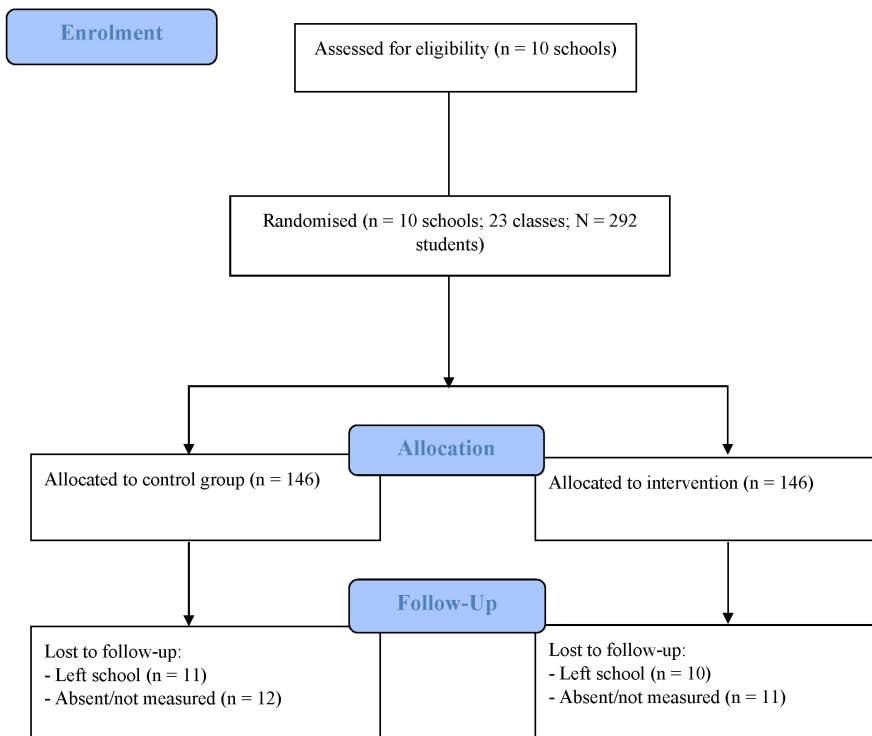 Enrolment
Assessed for eligibility (n = 10 schools)
Randomised (n = 10 schools; 23 classes; N = 292
students)
Allocation
Allocated to control group (n = 146)
Allocated to intervention (n = 146)
Follow-Up
Lost to follow-up:
- Left school (n = 11)
- Absent/not measured (n = 12)
Lost to follow-up:
- Left school (n = 10)
- Absent/not measured (n = 11)